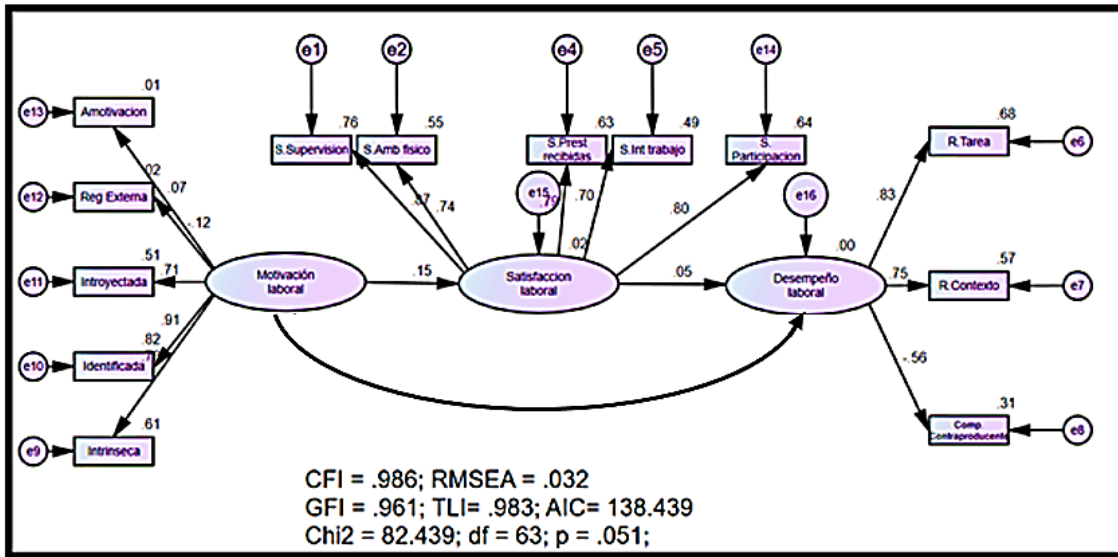 e1
e2
e4
e5
e14
.01
e13
Amotivacion
.76
S.Supervision
.55
S.Amb fisico
.63
S.Prest
recibidas
.49
S.Int trabajo
.64
S.
Participacion
.68
R.Tarea
e6
.02
e12
Reg Externa
.07
-.12
.74
e15
.79
.70
.80
e16
.83
.51
e11
Introyectada
.71
Motivación
laboral
.15
.02
Satisfaccion
laboral
.05
.00
Desempeño
laboral
.75
.57
R.Contexto
e7
.91
.82
e10
Identificada
-.56
.61
e9
Intrinseca
.31
Comp.
Contraproducente
e8
CFI = .986; RMSEA = .032
GFI = .961; TLI= .983; AIC= 138.439
Chi2 = 82.439; df = 63; p = .051;